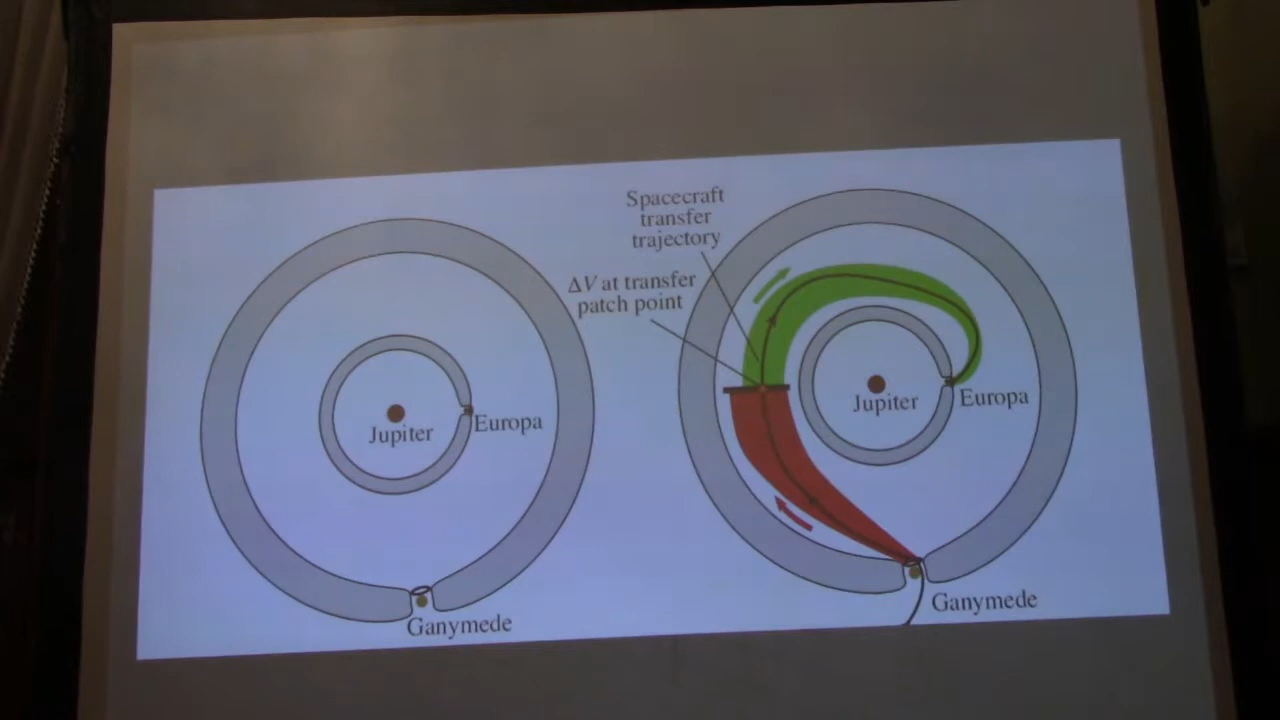 Jupiter
Europa
Ganymede
Spacecraft
transfer
trajectory
ΔV at transfer
patch point
Jupiter
Europa
Ganymede